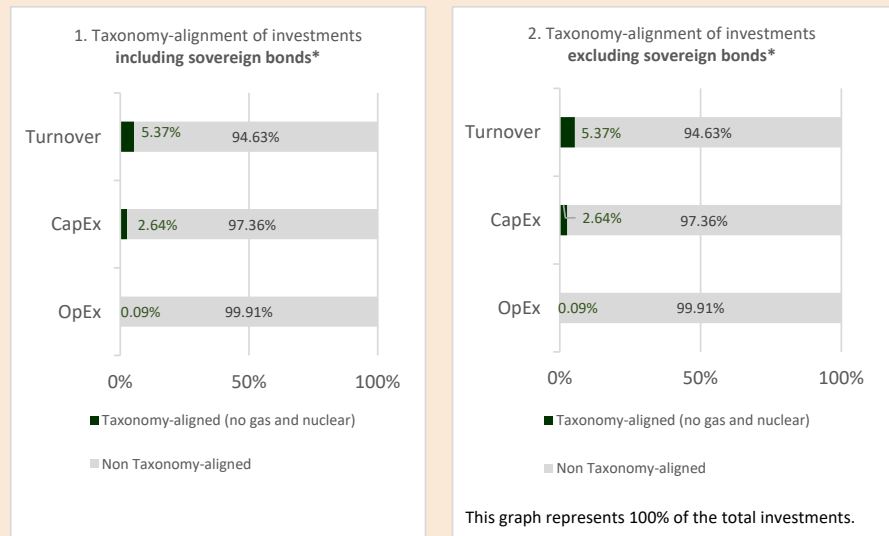 1. Taxonomy-alignment of investments
including sovereign bonds*
Turnover
5.37%
94.63%
CapEx
2.64%
97.36%
OpEx
0.09%
99.91%
0%
50%
100%
Taxonomy-aligned (no gas and nuclear)
Non Taxonomy-aligned
2. Taxonomy-alignment of investments
excluding sovereign bonds*
Turnover
5.37%
94.63%
CapEx
2.64%
97.36%
OpEx
0.09%
99.91%
0%
50%
100%
Taxonomy-aligned (no gas and nuclear)
Non Taxonomy-aligned
This graph represents 100% of the total investments.